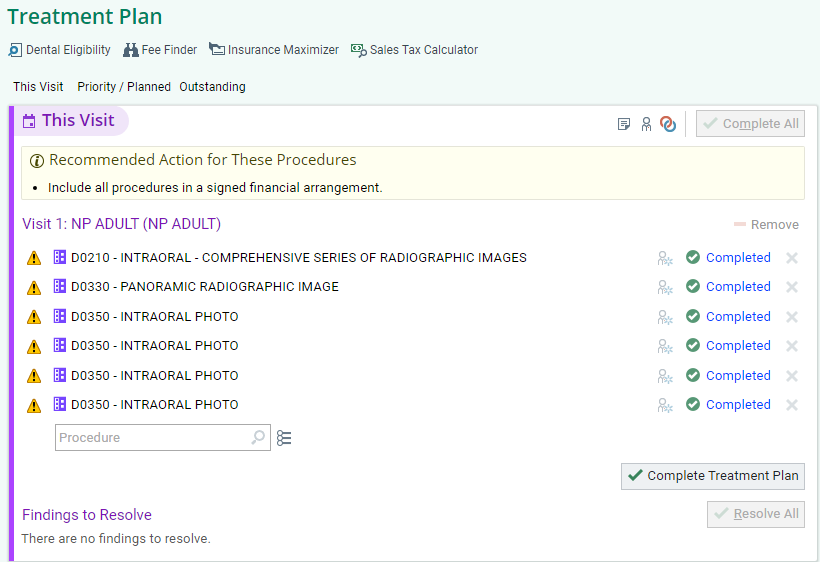 Treatment Plan
Dental Eligibility Fee Finder Insurance Maximizer Sales Tax Calculator
This Visit Priority / Planned Outstanding
This Visit Complete All
Recommended Action for These Procedures
• Include all procedures in a signed financial arrangement.
Visit 1: NP ADULT (NP ADULT) Remove
D0210 - INTRAORAL - COMPREHENSIVE SERIES OF RADIOGRAPHIC IMAGES Completed
D0330 - PANORAMIC RADIOGRAPHIC IMAGE Completed
D0350 - INTRAORAL PHOTO Completed
D0350 - INTRAORAL PHOTO Completed
D0350 - INTRAORAL PHOTO Completed
D0350 - INTRAORAL PHOTO Completed
Procedure
Complete Treatment Plan
Findings to Resolve Resolve All
There are no findings to resolve.